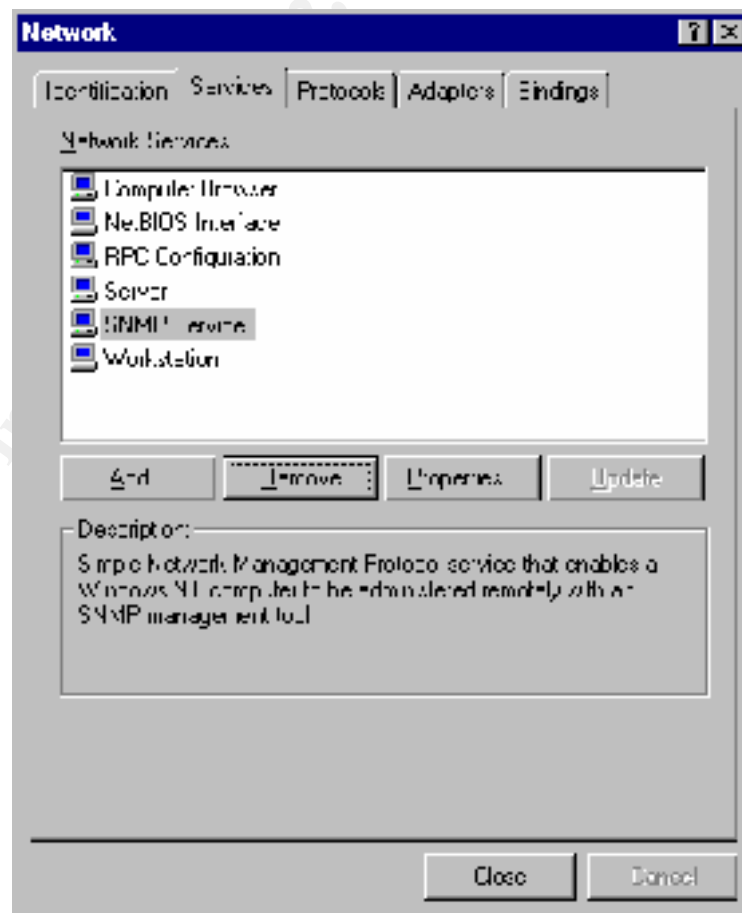 Network
Identification Services Protocols Adapters Bindings
Network Services
Computer Browser
NetBIOS Interface
RPC Configuration
Server
SNMP Service
Workstation
Add Remove Properties Update
Description:
Simple Network Management Protocol service that enables a
Windows NT computer to be administered remotely with an
SNMP management tool
Close Cancel